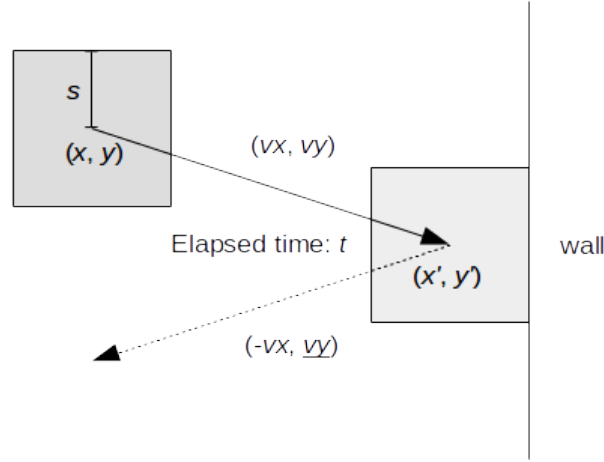 s
(x, y)
(vx, vy)
Elapsed time: t
wall
(x', y')
(-vx, vy)